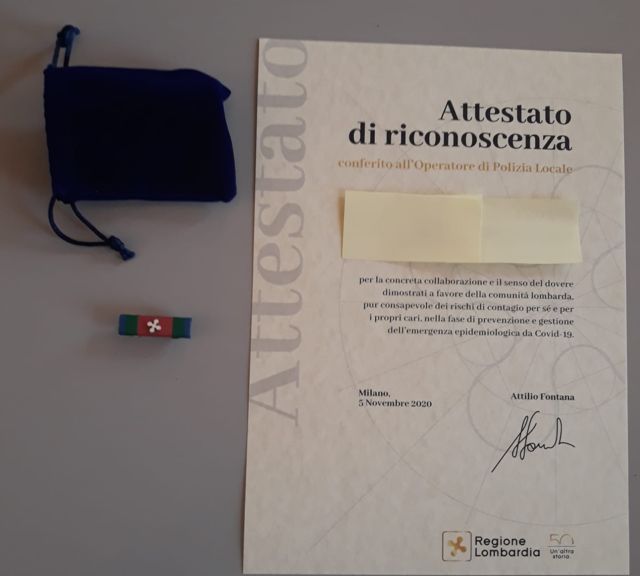 Attestato
Attestato
di riconoscenza
conferito all'Operatore di Polizia Locale
per la concreta collaborazione e il senso del dovere
dimostrati a favore della comunità lombarda,
pur consapevole dei rischi di contagio per sé e per
i propri cari, nella fase di prevenzione e gestione
dell'emergenza epidemiologica da Covid-19.
Milano,
5 Novembre 2020
Attilio Fontana
Regione
Lombardia
50
Un'altra
storia.